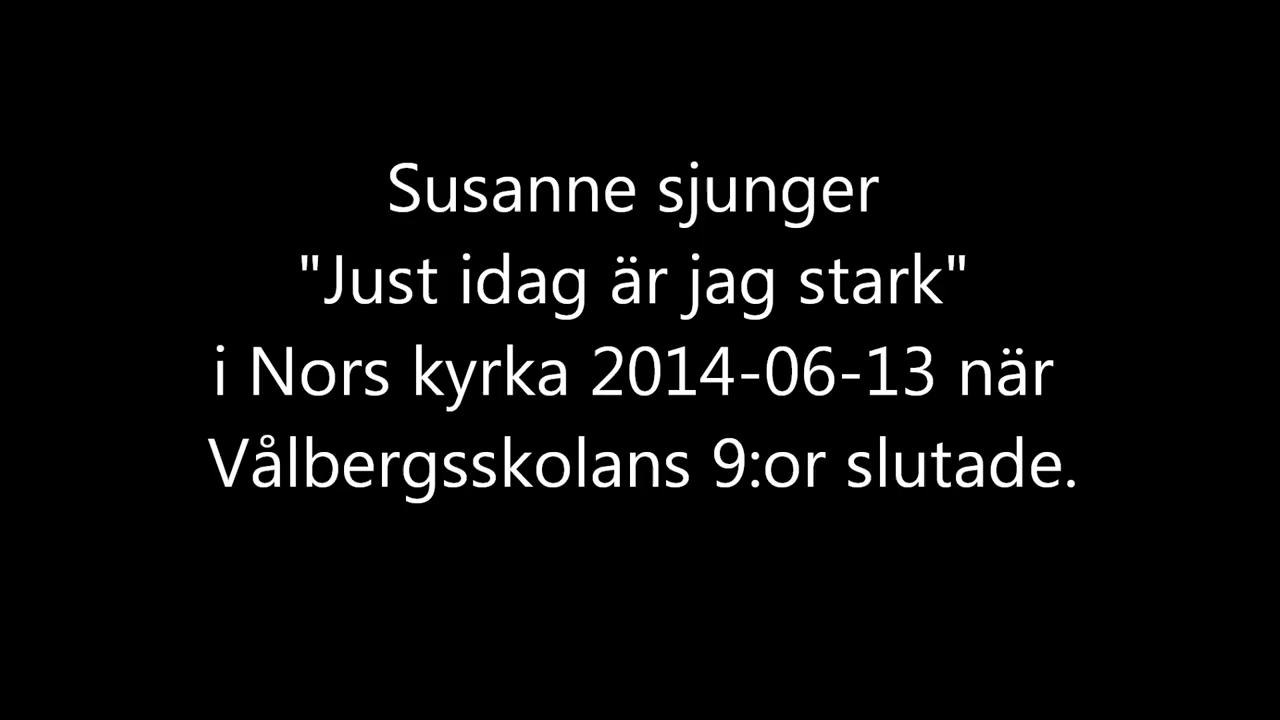 Susanne sjunger
"Just idag är jag stark"
i Nors kyrka 2014-06-13 när
Vålbergsskolans 9:or slutade.